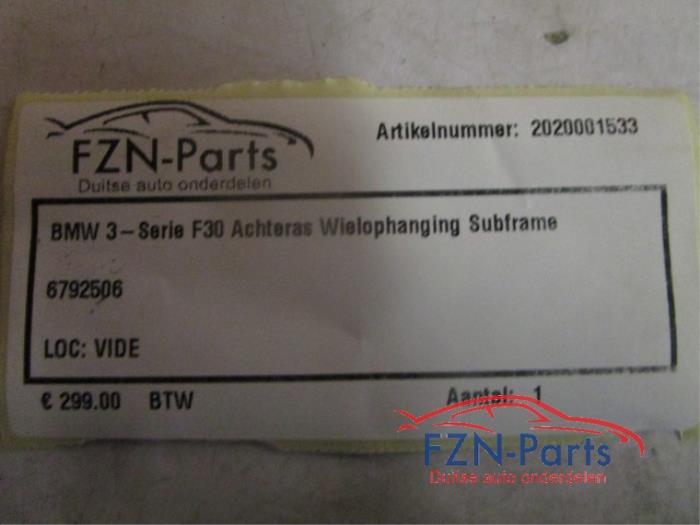 FZN-Parts
Duitse auto onderdelen
Artikelnummer: 2020001533
BMW 3-Serie F30 Achteras Wielophanging Subframe
6792506
LOC: VIDE
€ 299.00 BTW
Aantal: 1
FZN-Parts
Duitse auto onderdelen